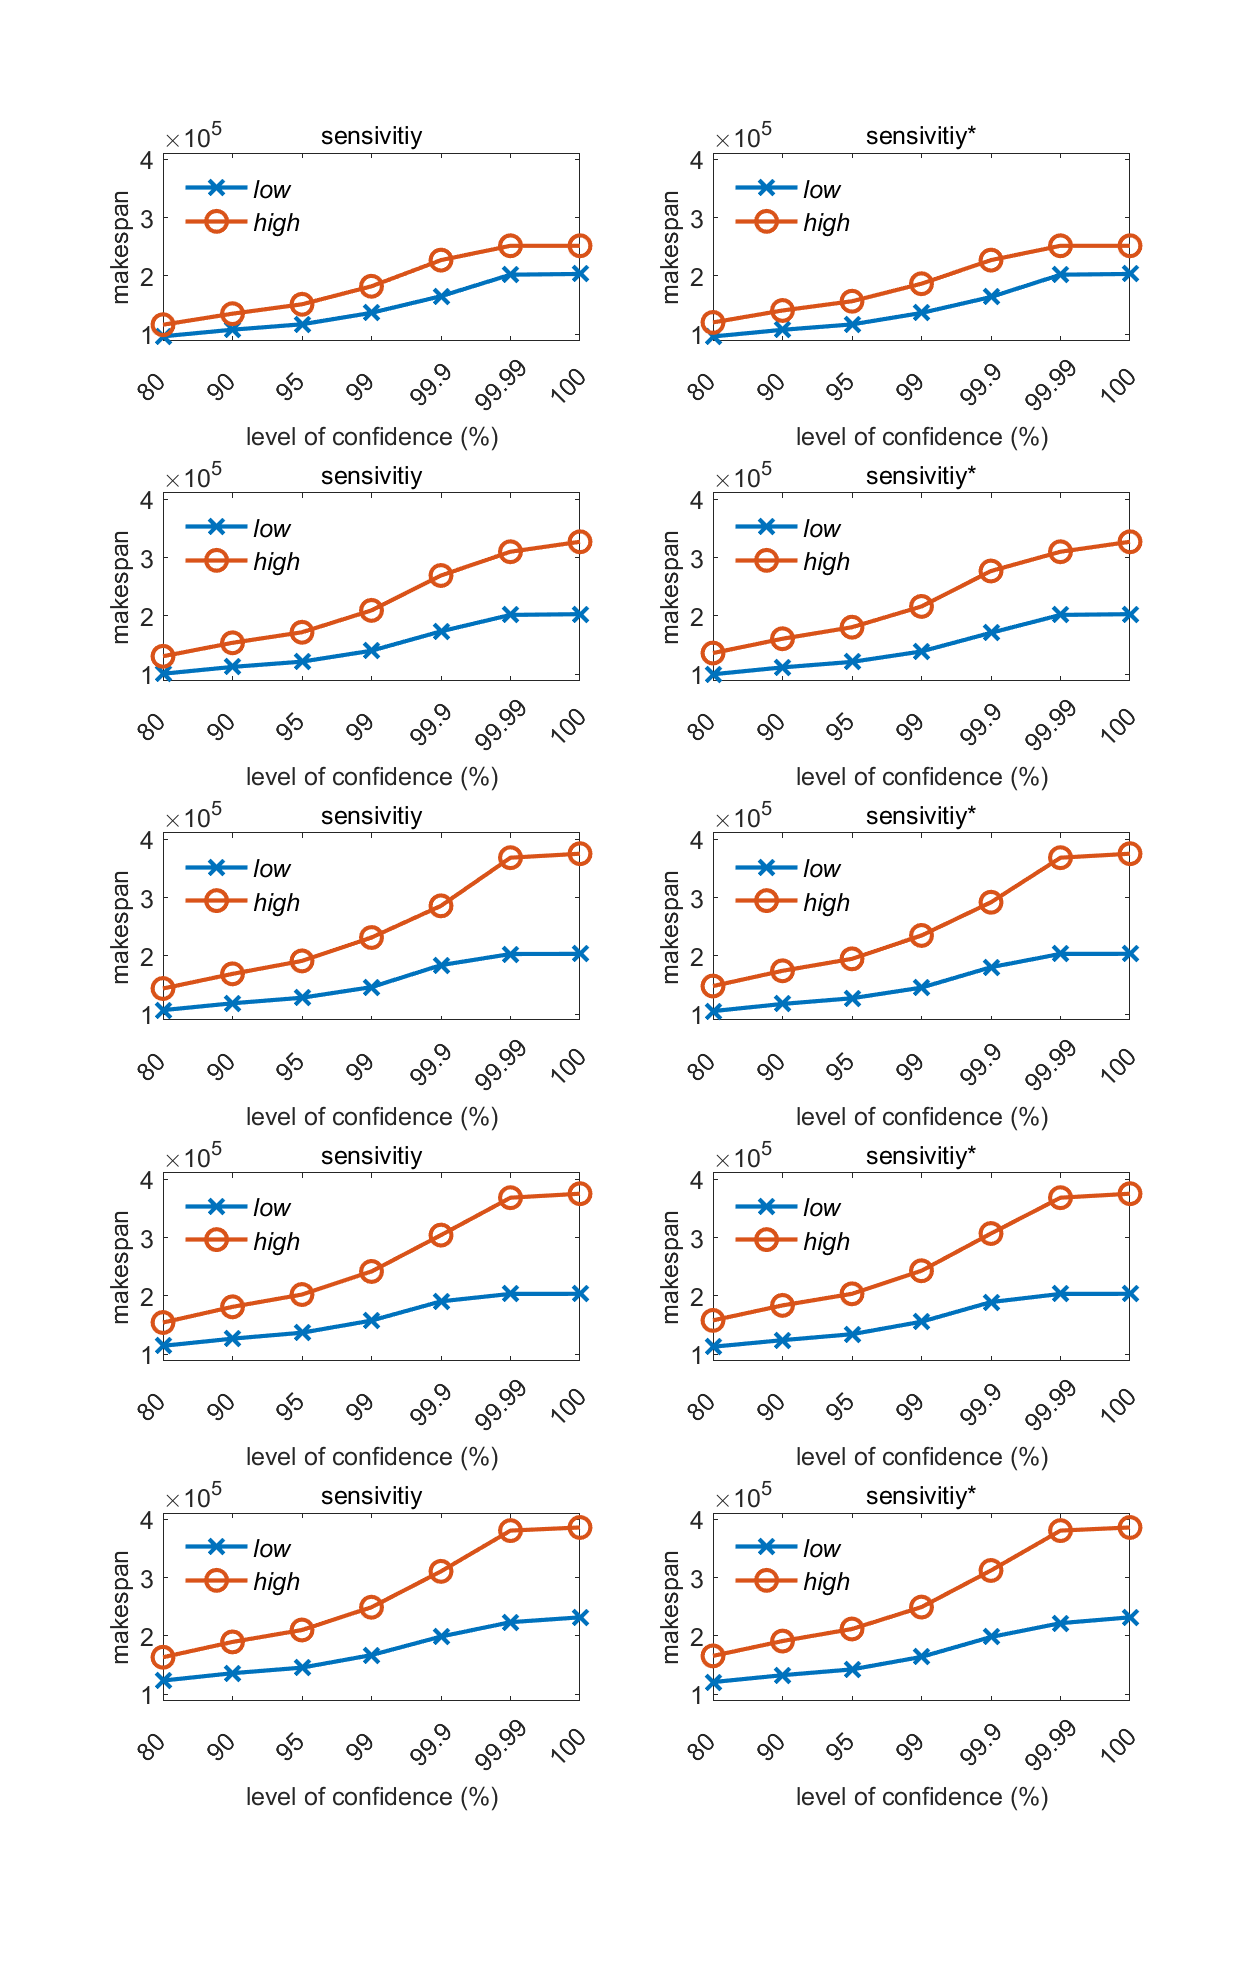 ×10^5 sensivitiy
4
3
2
1
makespan
low
high
80 90 95 99 99.9 99.99 100
level of confidence (%)
×10^5 sensivitiy*
4
3
2
1
makespan
low
high
80 90 95 99 99.9 99.99 100
level of confidence (%)
×10^5 sensivitiy
4
3
2
1
makespan
low
high
80 90 95 99 99.9 99.99 100
level of confidence (%)
×10^5 sensivitiy*
4
3
2
1
makespan
low
high
80 90 95 99 99.9 99.99 100
level of confidence (%)
×10^5 sensivitiy
4
3
2
1
makespan
low
high
80 90 95 99 99.9 99.99 100
level of confidence (%)
×10^5 sensivitiy*
4
3
2
1
makespan
low
high
80 90 95 99 99.9 99.99 100
level of confidence (%)
×10^5 sensivitiy
4
3
2
1
makespan
low
high
80 90 95 99 99.9 99.99 100
level of confidence (%)
×10^5 sensivitiy*
4
3
2
1
makespan
low
high
80 90 95 99 99.9 99.99 100
level of confidence (%)
×10^5 sensivitiy
4
3
2
1
makespan
low
high
80 90 95 99 99.9 99.99 100
level of confidence (%)
×10^5 sensivitiy*
4
3
2
1
makespan
low
high
80 90 95 99 99.9 99.99 100
level of confidence (%)